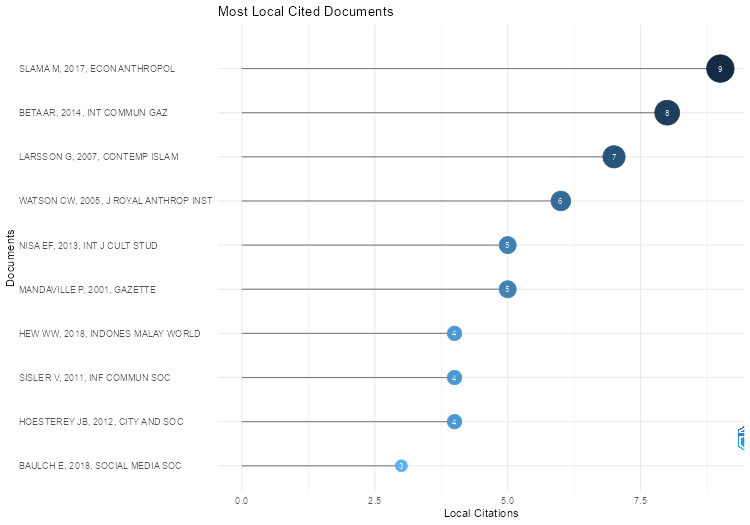 Most Local Cited Documents
SLAMA M, 2017, ECON ANTHROPOL
9
BETA AR, 2014, INT COMMUN GAZ
8
LARSSON G, 2007, CONTEMP ISLAM
7
WATSON CW, 2005, J ROYAL ANTHROP INST
6
Documents
NISA EF, 2013, INT J CULT STUD
5
MANDAVILLE P, 2001, GAZETTE
5
HEW WW, 2018, INDONES MALAY WORLD
4
SISLER V, 2011, INF COMMUN SOC
4
HOESTEREY JB, 2012, CITY AND SOC
4
BAULCH E, 2018, SOCIAL MEDIA SOC
3
0.0 2.5 5.0 7.5
Local Citations